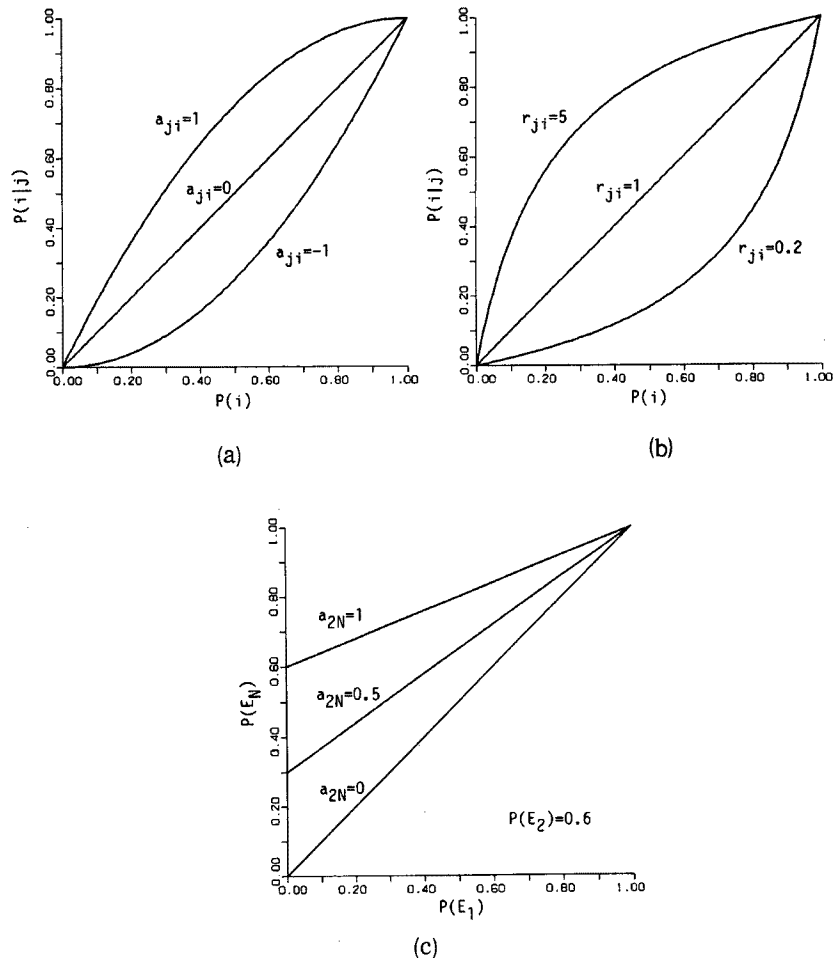 1.00
0.80
0.60
0.40
0.20
0.00
P(i|j)
a_ji=1
a_ji=0
a_ji=-1
0.00 0.20 0.40 0.60 0.80 1.00
P(i)
(a)
1.00
0.80
0.60
0.40
0.20
0.00
P(i|j)
r_ji=5
r_ji=1
r_ji=0.2
0.00 0.20 0.40 0.60 0.80 1.00
P(i)
(b)
1.00
0.80
0.60
0.40
0.20
0.00
P(E_N)
a_2N=1
a_2N=0.5
a_2N=0
P(E_2)=0.6
0.00 0.20 0.40 0.60 0.80 1.00
P(E_1)
(c)